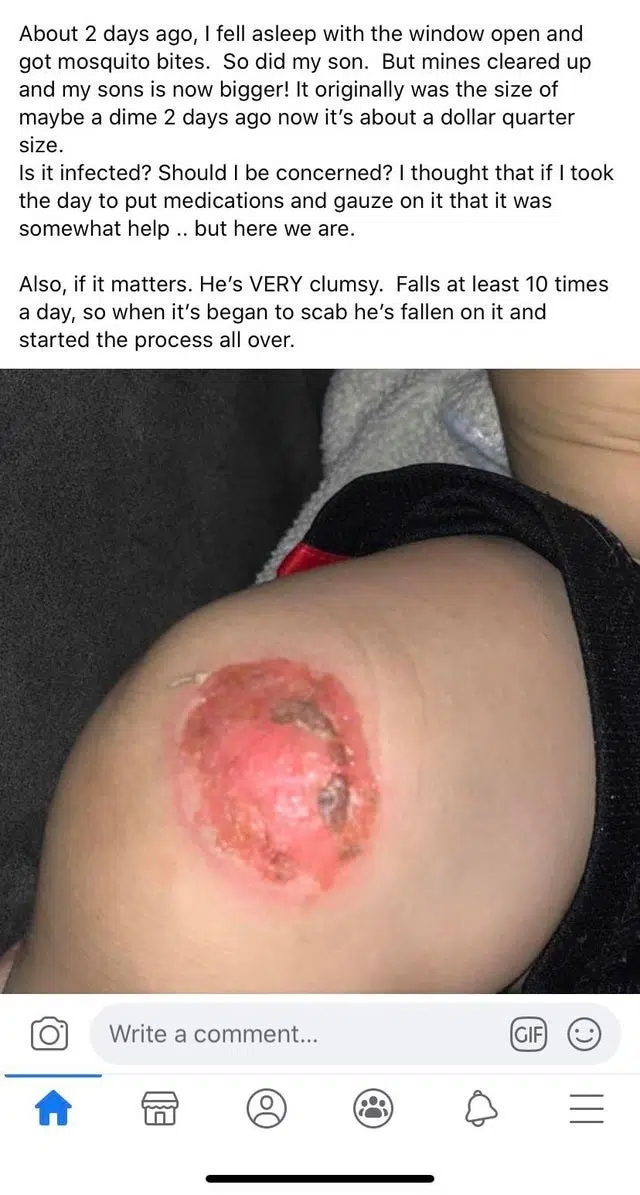 About 2 days ago, I fell asleep with the window open and
got mosquito bites.  So did my son.  But mines cleared up
and my sons is now bigger! It originally was the size of
maybe a dime 2 days ago now it’s about a dollar quarter
size.
Is it infected? Should I be concerned? I thought that if I took
the day to put medications and gauze on it that it was
somewhat help .. but here we are.
Also, if it matters. He’s VERY clumsy.  Falls at least 10 times
a day, so when it’s began to scab he’s fallen on it and
started the process all over.
Write a comment...
GIF